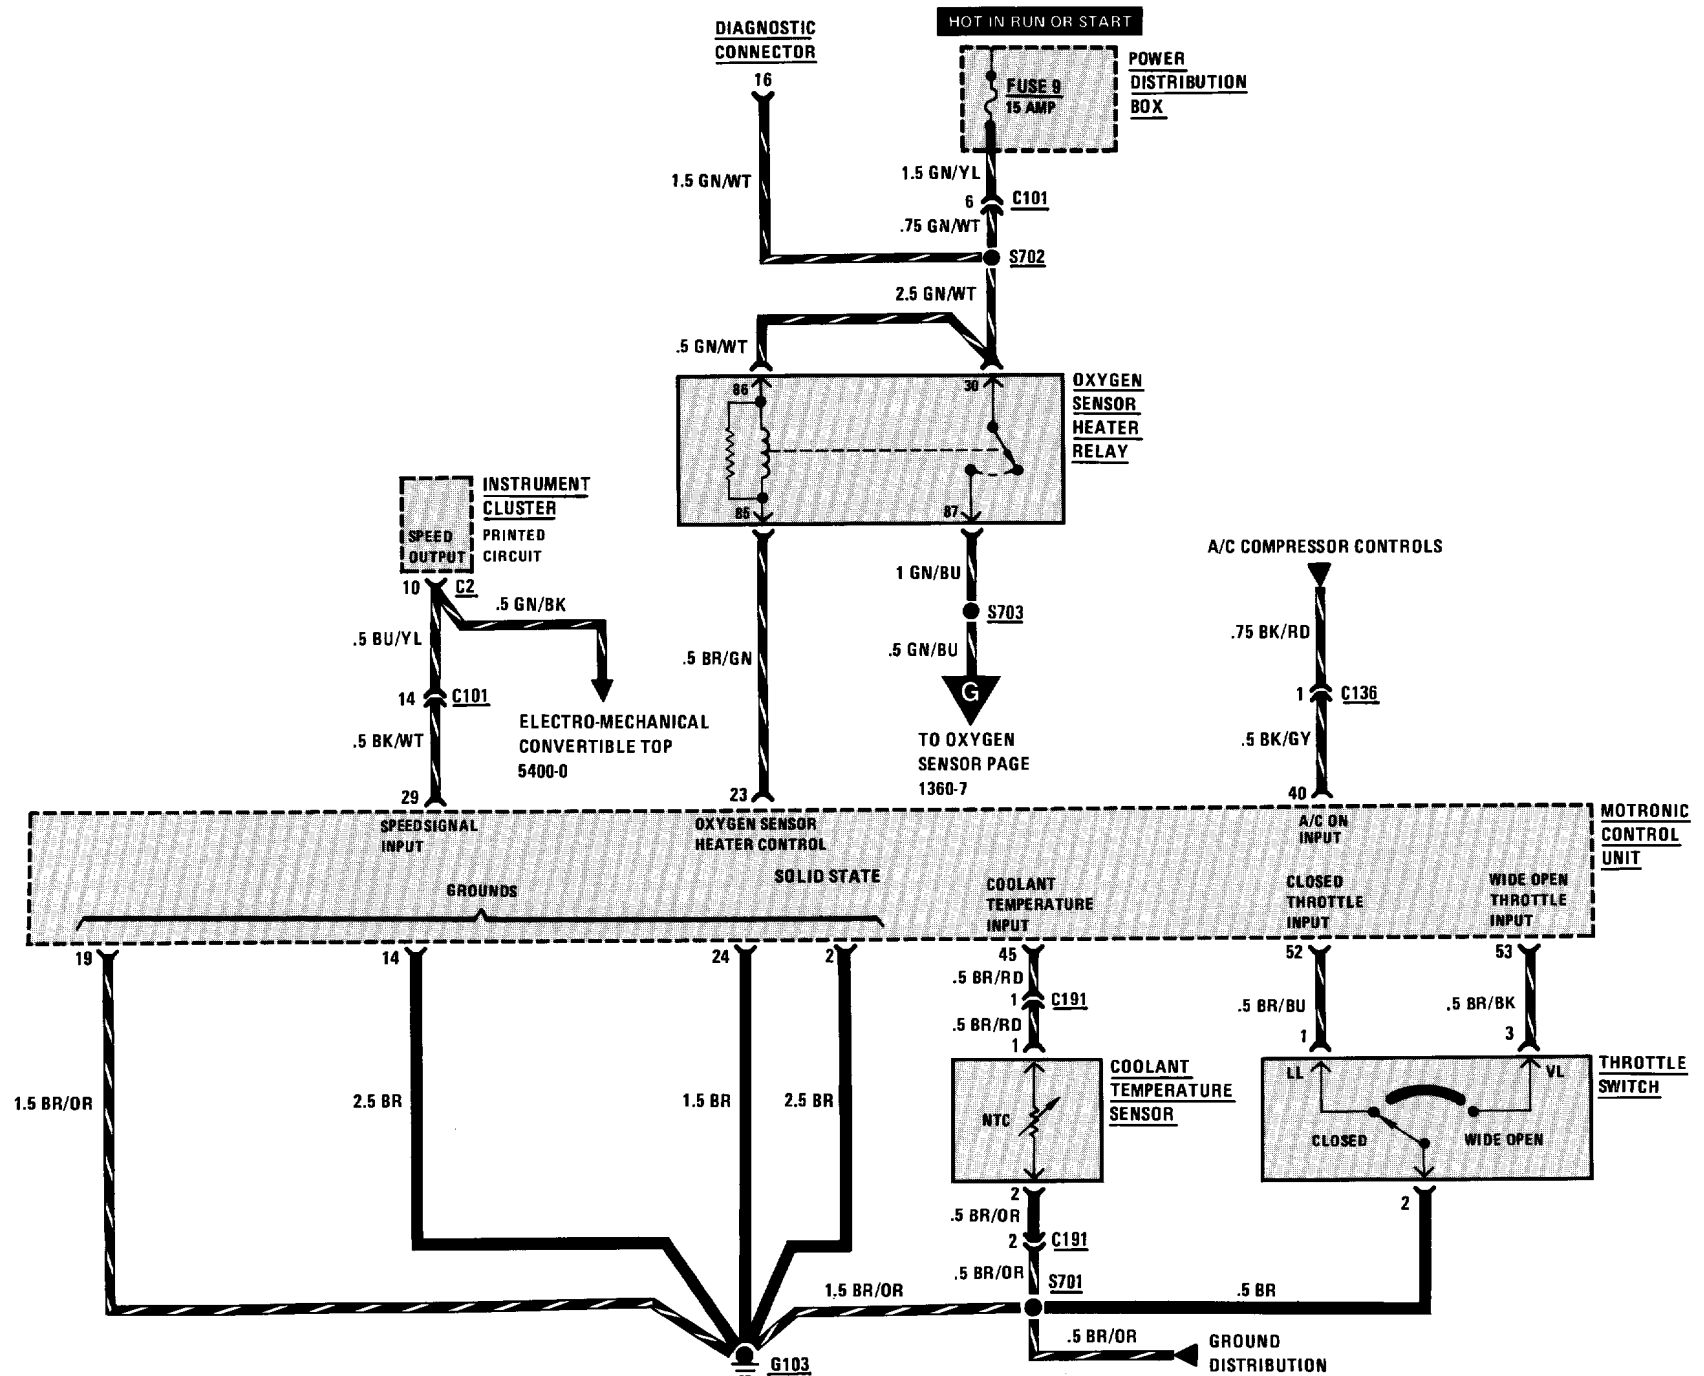 HOT IN RUN OR START
DIAGNOSTIC
CONNECTOR
16
FUSE 9
15 AMP
POWER
DISTRIBUTION
BOX
1.5 GN/WT
1.5 GN/YL
6
C101
.75 GN/WT
S702
2.5 GN/WT
.5 GN/WT
86
30
OXYGEN
SENSOR
HEATER
RELAY
85
87
INSTRUMENT
CLUSTER
PRINTED
CIRCUIT
SPEED
OUTPUT
10
C2
.5 GN/BK
.5 BU/YL
14
C101
.5 BK/WT
ELECTRO-MECHANICAL
CONVERTIBLE TOP
5400-0
29
.5 BR/GN
23
1 GN/BU
S703
.5 GN/BU
G
TO OXYGEN
SENSOR PAGE
1360-7
A/C COMPRESSOR CONTROLS
.75 BK/RD
1
C136
.5 BK/GY
40
MOTRONIC
CONTROL
UNIT
SPEED SIGNAL
INPUT
OXYGEN SENSOR
HEATER CONTROL
A/C ON
INPUT
SOLID STATE
GROUNDS
COOLANT
TEMPERATURE
INPUT
CLOSED
THROTTLE
INPUT
WIDE OPEN
THROTTLE
INPUT
19
14
24
2
45
52
53
.5 BR/RD
1
C191
.5 BR/RD
1
.5 BR/BU
1
.5 BR/BK
3
1.5 BR/OR
2.5 BR
1.5 BR
2.5 BR
NTC
COOLANT
TEMPERATURE
SENSOR
LL
VL
CLOSED
WIDE OPEN
THROTTLE
SWITCH
2
.5 BR/OR
2
C191
.5 BR/OR
2
S701
1.5 BR/OR
.5 BR
.5 BR/OR
GROUND
DISTRIBUTION
G103